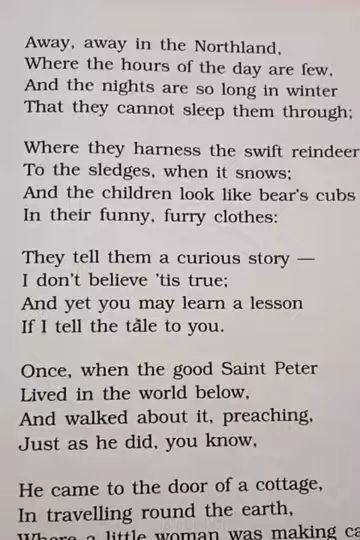 Away, away in the Northland,
Where the hours of the day are few,
And the nights are so long in winter
That they cannot sleep them through;
Where they harness the swift reindeer
To the sledges, when it snows;
And the children look like bear's cubs
In their funny, furry clothes:
They tell them a curious story —
I don't believe 'tis true;
And yet you may learn a lesson
If I tell the tale to you.
Once, when the good Saint Peter
Lived in the world below,
And walked about it, preaching,
Just as he did, you know,
He came to the door of a cottage,
In travelling round the earth,
Where a little woman was making